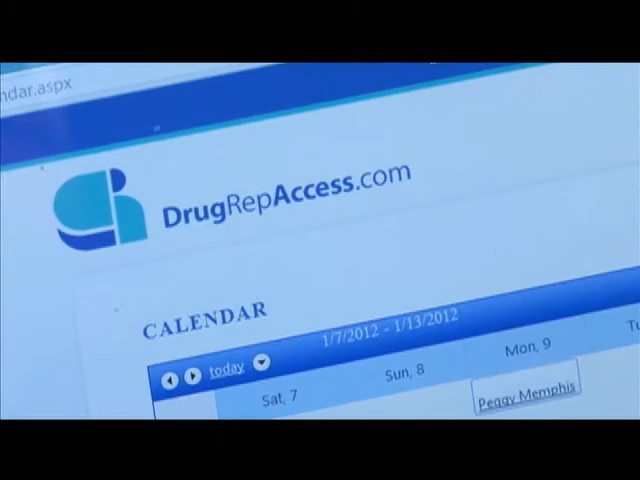 ndar.aspx
DrugRepAccess.com
CALENDAR
1/7/2012 - 1/13/2012
today
Sat, 7
Sun, 8
Mon, 9
Tu
Peggy Memphis